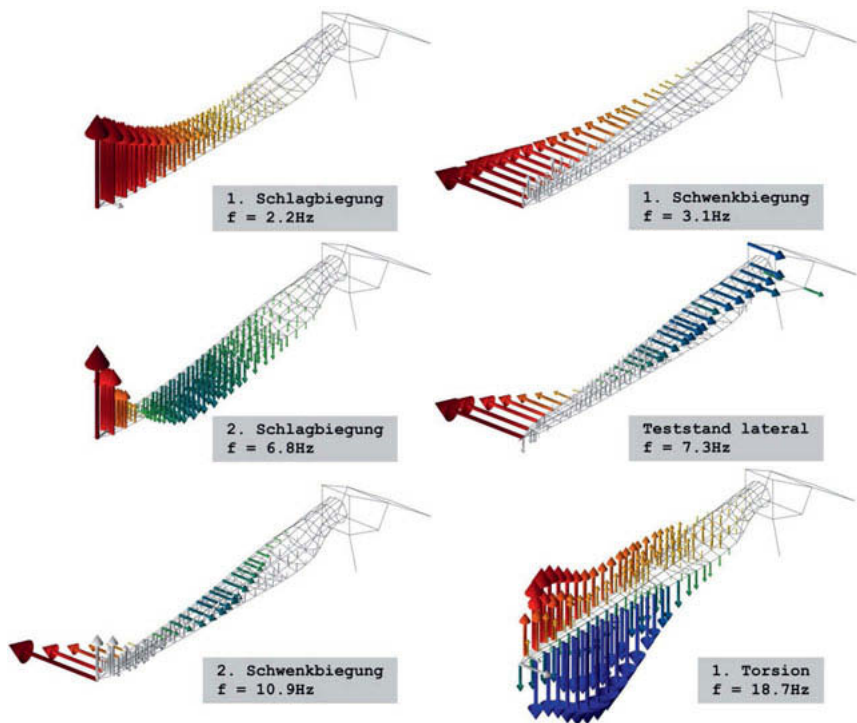 1. Schlagbiegung
f = 2.2Hz
1. Schwenkbiegung
f = 3.1Hz
2. Schlagbiegung
f = 6.8Hz
Teststand lateral
f = 7.3Hz
2. Schwenkbiegung
f = 10.9Hz
1. Torsion
f = 18.7Hz